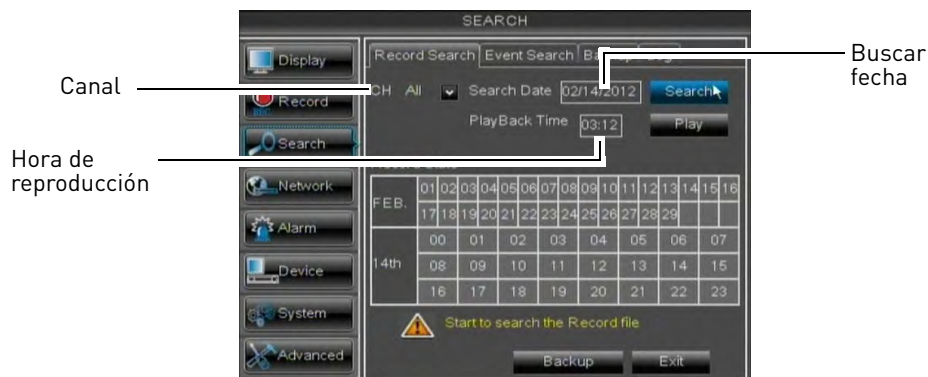 SEARCH
Display
Record
Search
Network
Alarm
Device
System
Advanced
Record Search Event Search
CH All Search Date 02/14/2012 Search
PlayBack Time 03:12 Play
FEB. 01 02 03 04 05 06 07 08 09 10 11 12 13 14 15 16
17 18 19 20 21 22 23 24 25 26 27 28 29
14th 00 01 02 03 04 05 06 07
08 09 10 11 12 13 14 15
16 17 18 19 20 21 22 23
Start to search the Record file
Backup Exit
Canal
Hora de
reproducción
Buscar
fecha